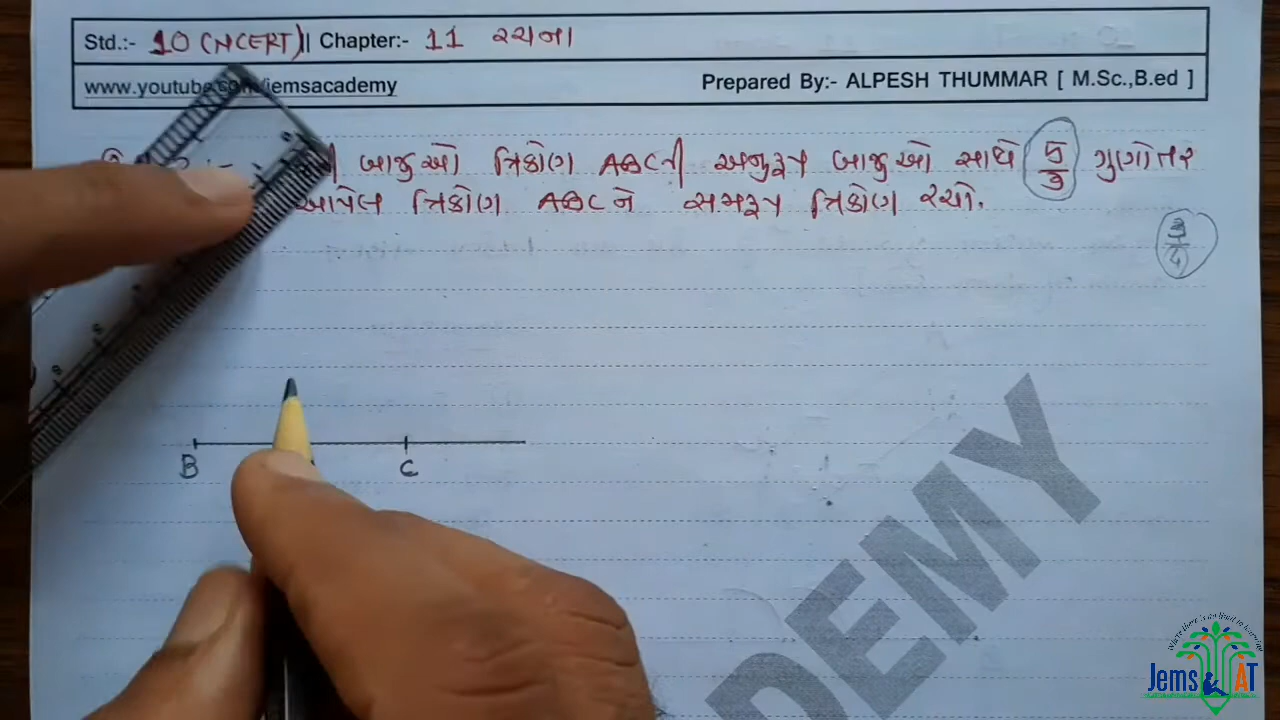 Std.:- 10 (NCERT) || Chapter:- 11 રચના
www.youtube.com/jemsacademy Prepared By:- ALPESH THUMMAR [ M.Sc.,B.ed ]
બાજુઓ ત્રિકોણ ABCની અનુરૂપ બાજુઓ સાથે 5/3 ગુણોતર
આપેલ ત્રિકોણ ABCને સમરૂપ ત્રિકોણ રચો.
3/4
B C
DEMY
Jems AT